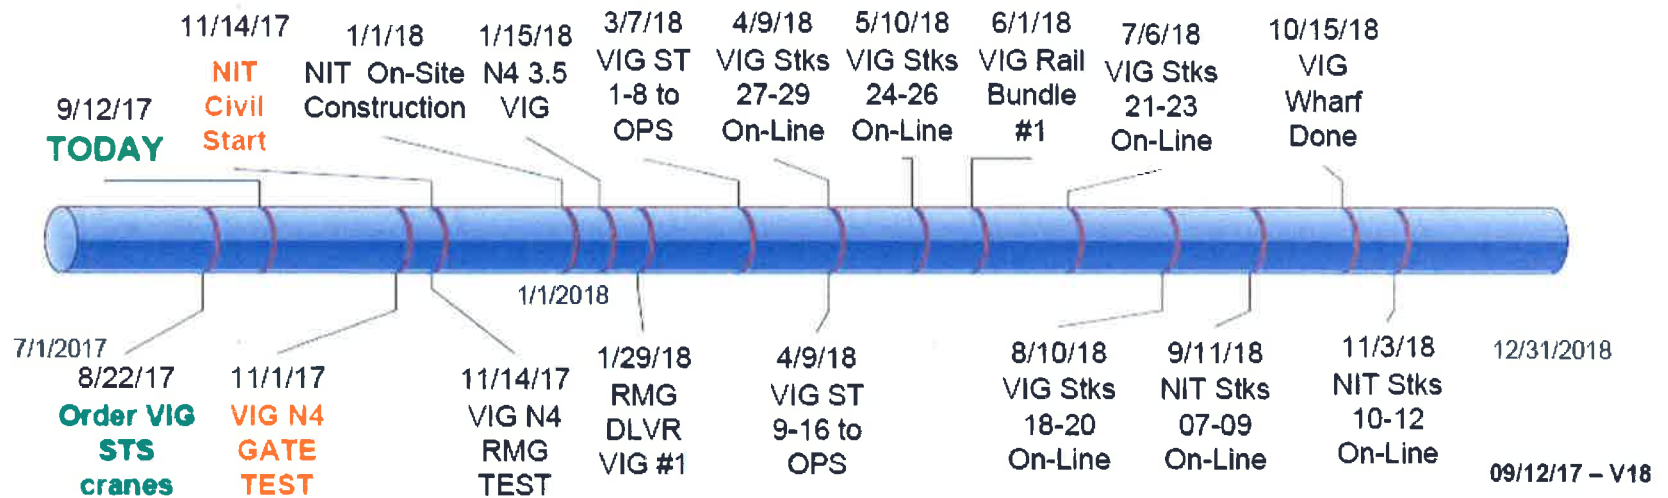 9/12/17
TODAY
11/14/17
NIT
Civil
Start
1/1/18
NIT On-Site
Construction
1/15/18
N4 3.5
VIG
3/7/18
VIG ST
1-8 to
OPS
4/9/18
VIG Stks
27-29
On-Line
5/10/18
VIG Stks
24-26
On-Line
6/1/18
VIG Rail
Bundle
#1
7/6/18
VIG Stks
21-23
On-Line
10/15/18
VIG
Wharf
Done
7/1/2017
1/1/2018
12/31/2018
8/22/17
Order VIG
STS
cranes
11/1/17
VIG N4
GATE
TEST
11/14/17
VIG N4
RMG
TEST
1/29/18
RMG
DLVR
VIG #1
4/9/18
VIG ST
9-16 to
OPS
8/10/18
VIG Stks
18-20
On-Line
9/11/18
NIT Stks
07-09
On-Line
11/3/18
NIT Stks
10-12
On-Line
09/12/17 – V18